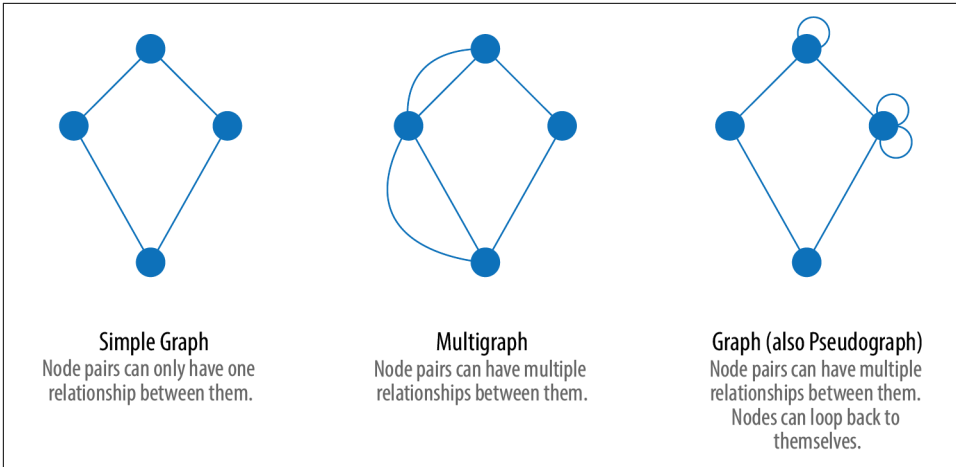 Simple Graph
Node pairs can only have one
relationship between them.
Multigraph
Node pairs can have multiple
relationships between them.
Graph (also Pseudograph)
Node pairs can have multiple
relationships between them.
Nodes can loop back to
themselves.